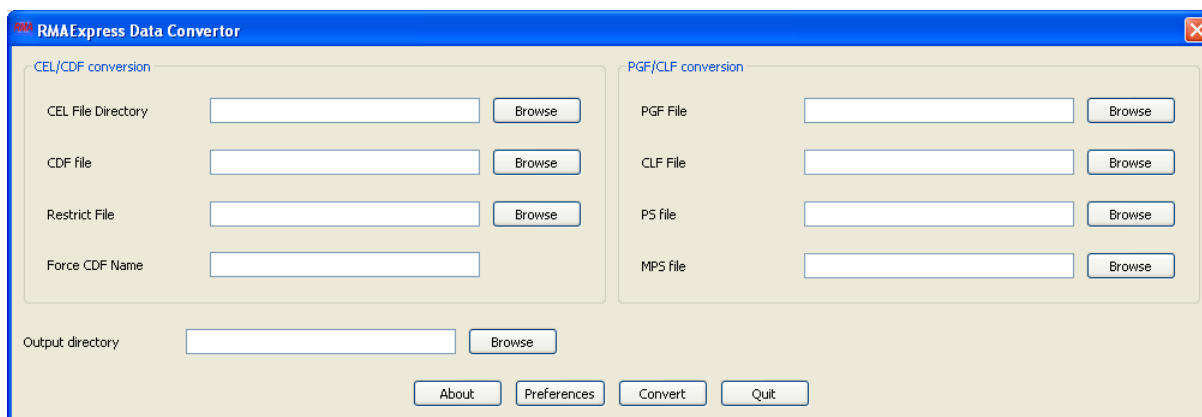 RMAExpress Data Convertor
CEL/CDF conversion
CEL File Directory Browse
CDF file Browse
Restrict File Browse
Force CDF Name
PGF/CLF conversion
PGF File Browse
CLF File Browse
PS file Browse
MPS file Browse
Output directory Browse
About Preferences Convert Quit